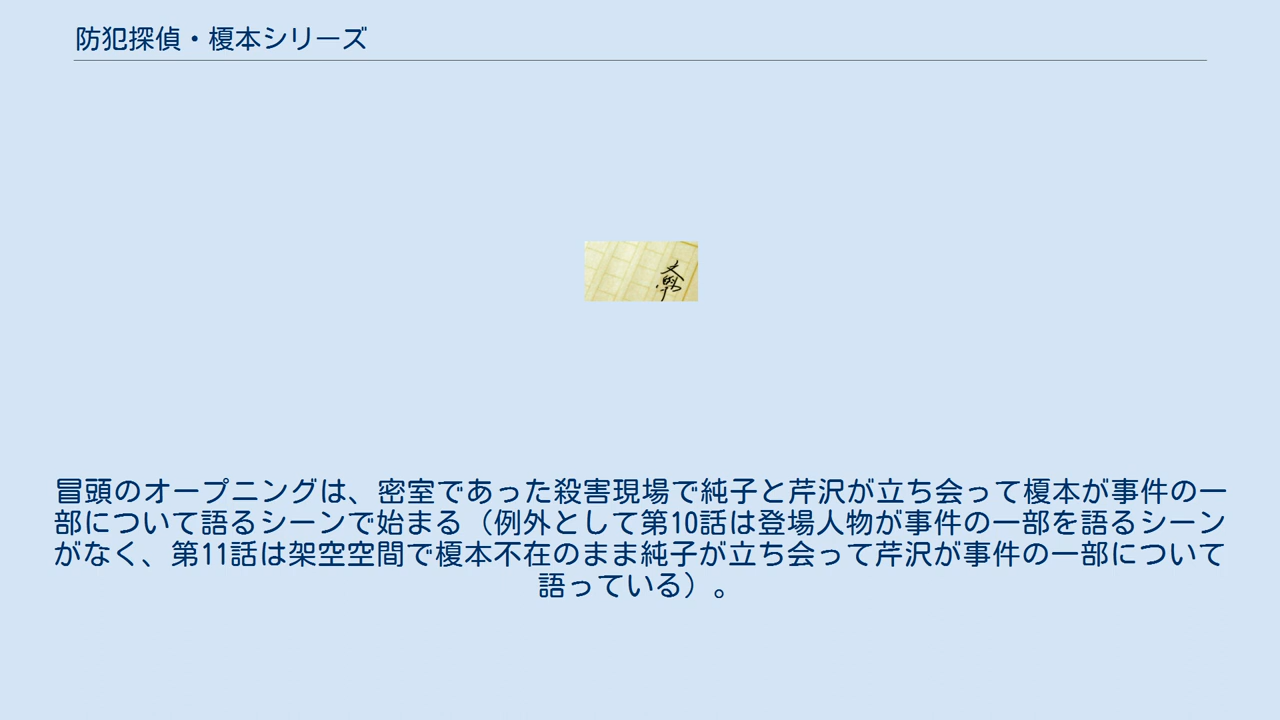 防犯探偵・榎本シリーズ
冒頭のオープニングは、密室であった殺害現場で純子と芹沢が立ち会って榎本が事件の一
部について語るシーンで始まる（例外として第10話は登場人物が事件の一部を語るシーン
がなく、第11話は架空空間で榎本不在のまま純子が立ち会って芹沢が事件の一部について
語っている）。